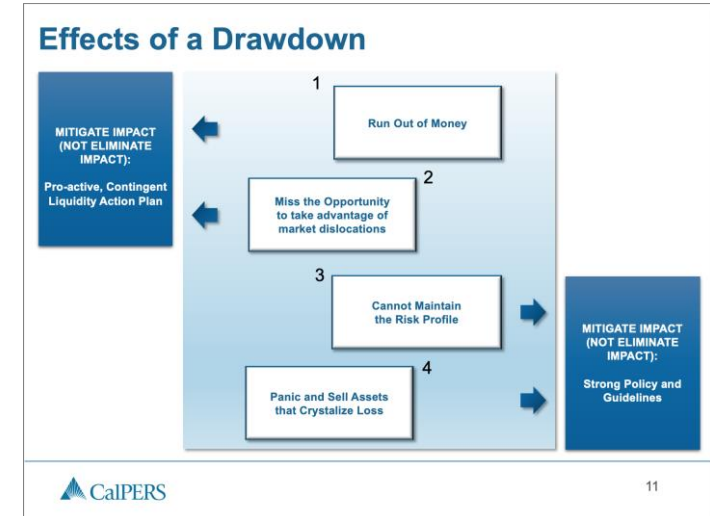 Effects of a Drawdown
MITIGATE IMPACT
(NOT ELIMINATE
IMPACT):
Pro-active, Contingent
Liquidity Action Plan
1
Run Out of Money
2
Miss the Opportunity
to take advantage of
market dislocations
3
Cannot Maintain
the Risk Profile
4
Panic and Sell Assets
that Crystalize Loss
MITIGATE IMPACT
(NOT ELIMINATE
IMPACT):
Strong Policy and
Guidelines
CalPERS
11